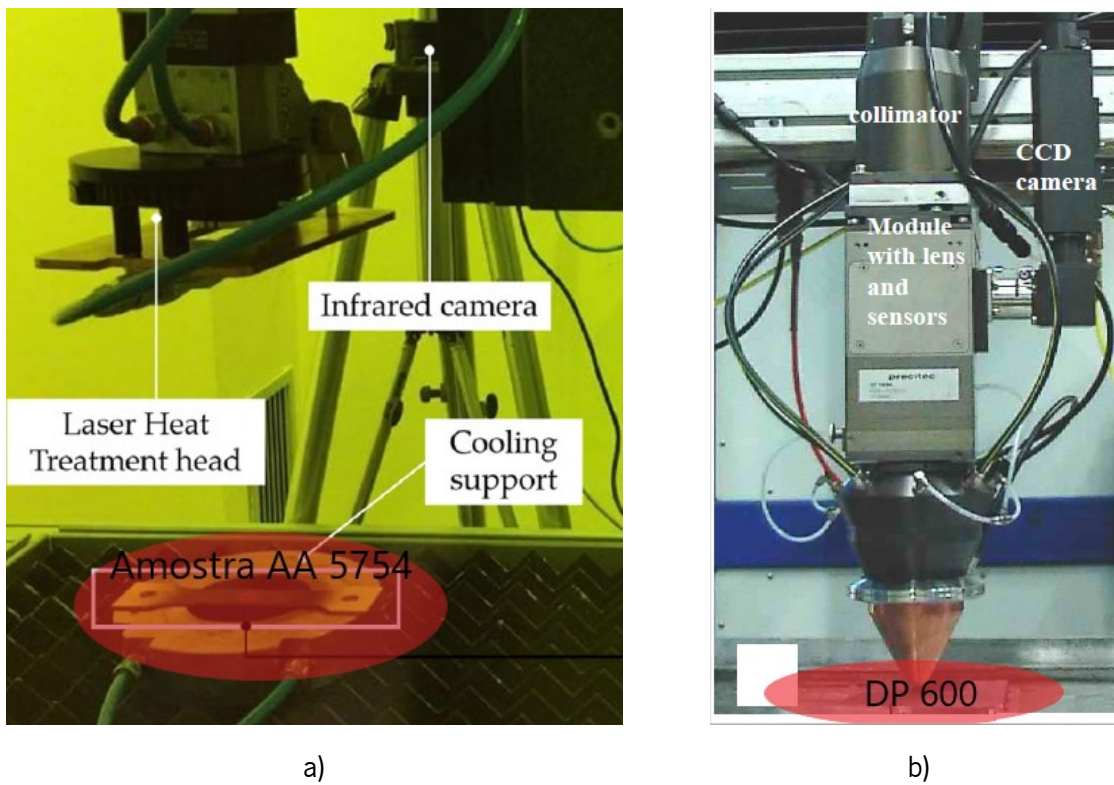 Infrared camera
Laser Heat
Treatment head
Cooling
support
Amostra AA 5754
collimator
CCD
camera
Module
with lens
and
sensors
precitec
DP 600
a)
b)